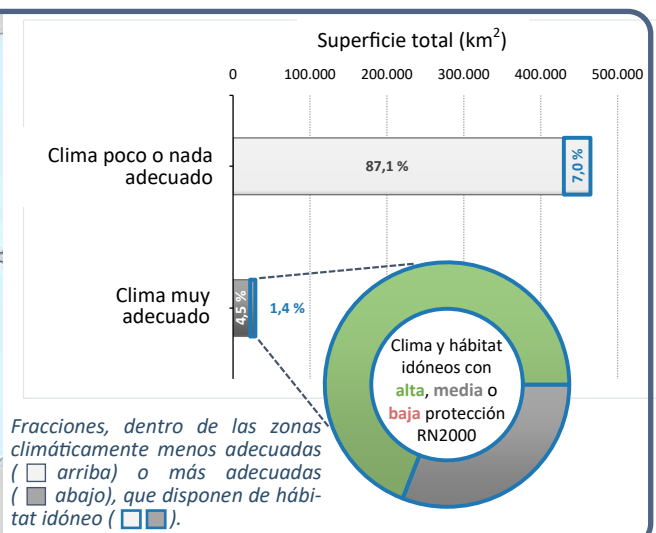 Superficie total (km²)
0 100.000 200.000 300.000 400.000 500.000
Clima poco o nada
adecuado
87,1 %
7,0 %
Clima muy
adecuado
4,5 %
1,4 %
Clima y hábitat
idóneos con
alta, media o
baja protección
RN2000
Fracciones, dentro de las zonas
climáticamente menos adecuadas
( arriba) o más adecuadas
( abajo), que disponen de hábi-
tat idóneo ( ).